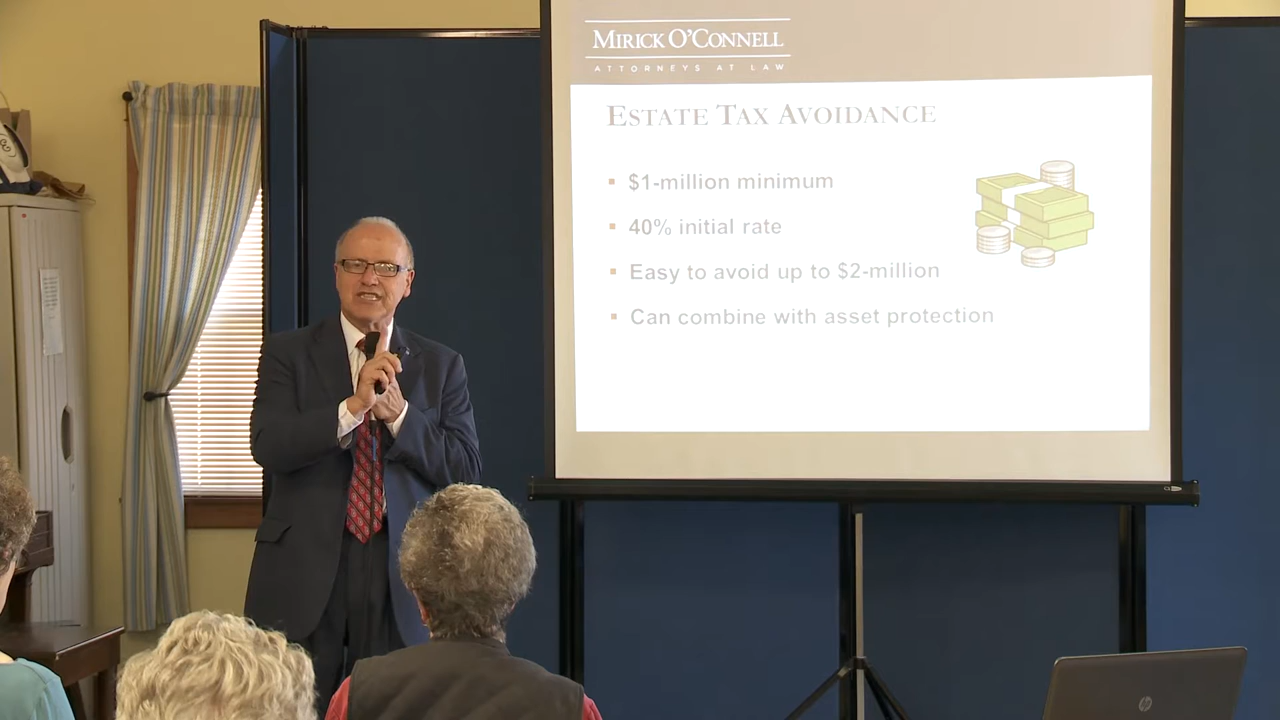 MIRICK O'CONNELL
ATTORNEYS AT LAW
ESTATE TAX AVOIDANCE
▪ $1-million minimum
▪ 40% initial rate
▪ Easy to avoid up to $2-million
▪ Can combine with asset protection
hp